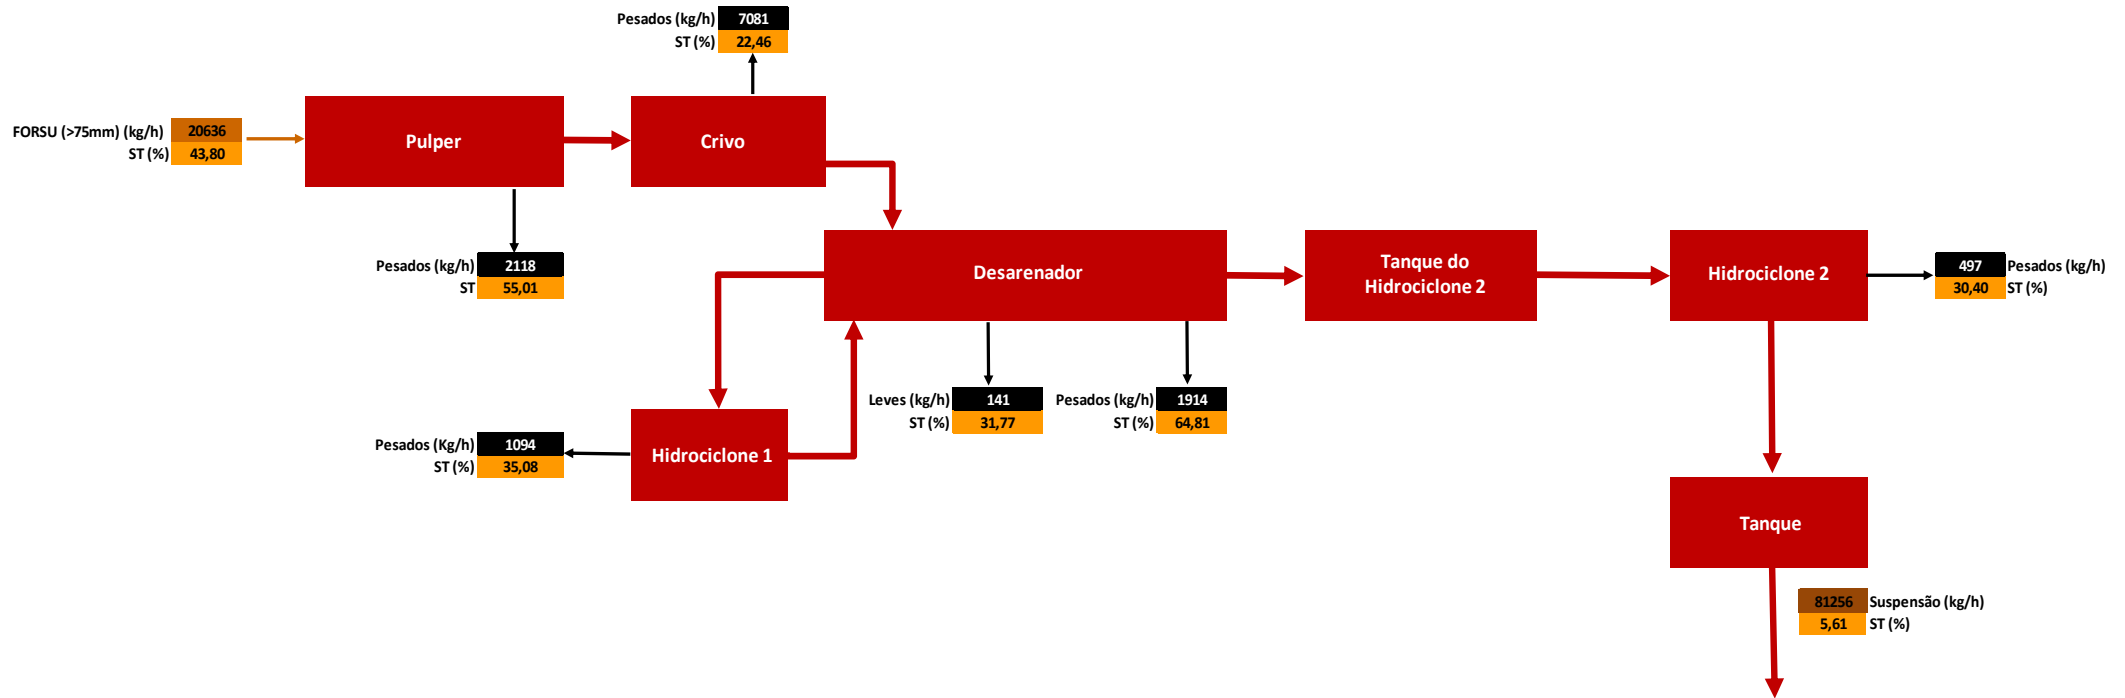 Pesados (kg/h) 7081
ST (%) 22,46
FORSU (>75mm) (kg/h) 20636
ST (%) 43,80
Pulper
Crivo
Pesados (kg/h) 2118
ST 55,01
Desarenador
Tanque do
Hidrociclone 2
Hidrociclone 2
497 Pesados (kg/h)
30,40 ST (%)
Leves (kg/h) 141
ST (%) 31,77
Pesados (kg/h) 1914
ST (%) 64,81
Pesados (Kg/h) 1094
ST (%) 35,08
Hidrociclone 1
Tanque
81256 Suspensão (kg/h)
5,61 ST (%)